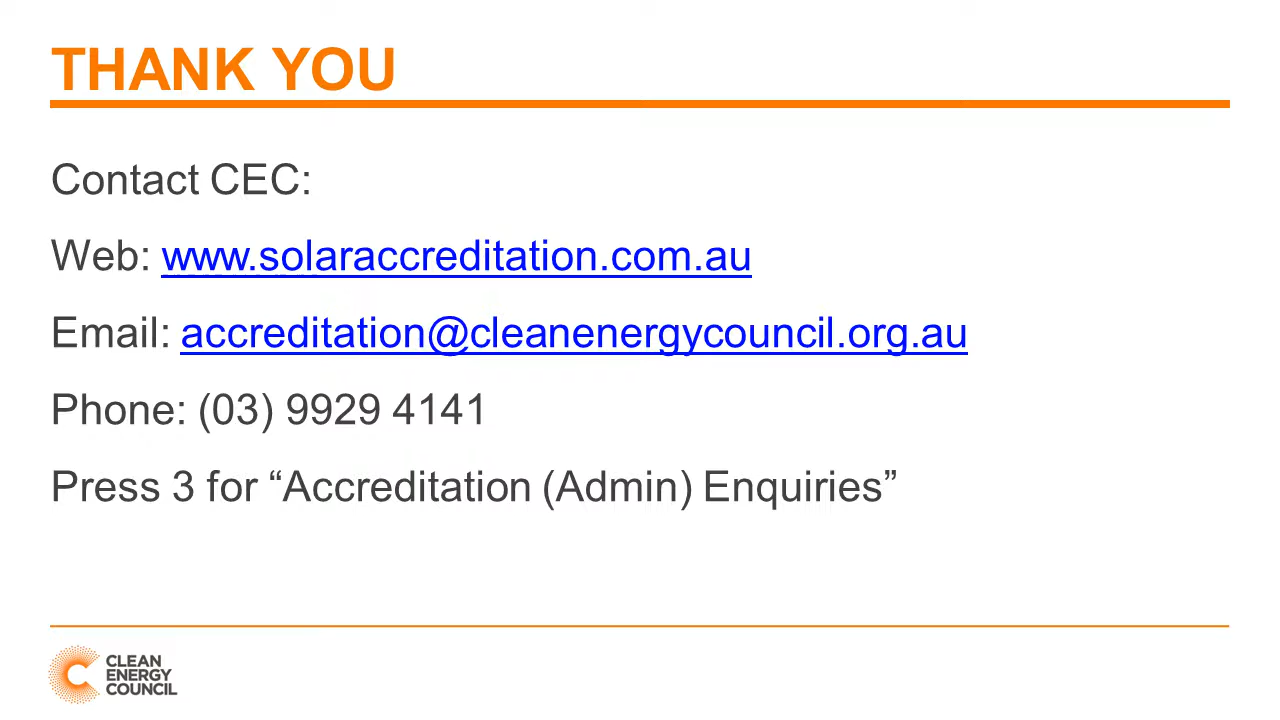 THANK YOU
Contact CEC:
Web: www.solaraccreditation.com.au
Email: accreditation@cleanenergycouncil.org.au
Phone: (03) 9929 4141
Press 3 for “Accreditation (Admin) Enquiries”
CLEAN
ENERGY
COUNCIL